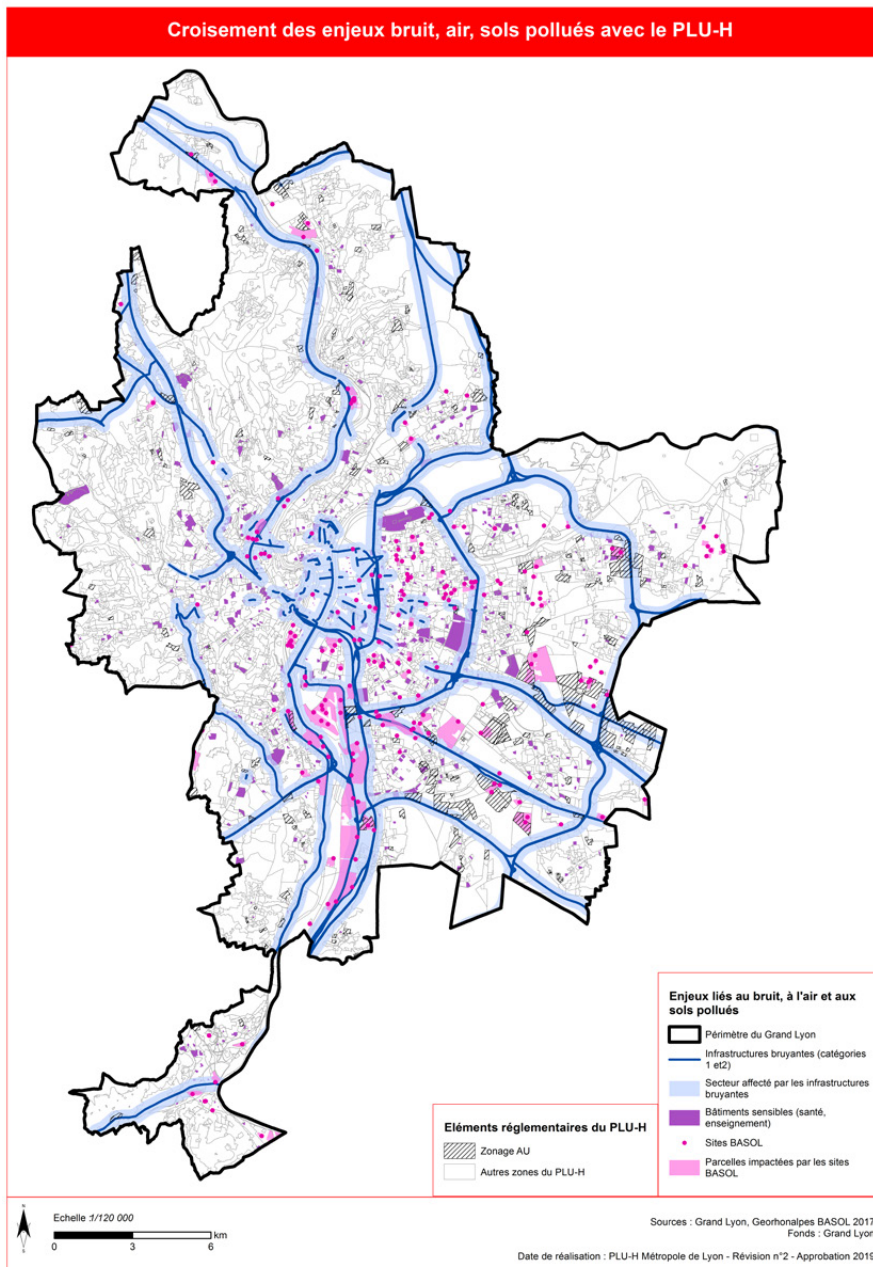 Croisement des enjeux bruit, air, sols pollués avec le PLU-H
Enjeux liés au bruit, à l'air et aux
sols pollués
Périmètre du Grand Lyon
Infrastructures bruyantes (catégories
1 et2)
Secteur affecté par les infrastructures
bruyantes
Bâtiments sensibles (santé,
enseignement)
Sites BASOL
Parcelles impactées par les sites
BASOL
Eléments réglementaires du PLU-H
Zonage AU
Autres zones du PLU-H
N
S
Echelle :1/120 000
km
0 3 6
Sources : Grand Lyon, Georhonalpes BASOL 2017
Fonds : Grand Lyon
Date de réalisation : PLU-H Métropole de Lyon - Révision n°2 - Approbation 2019